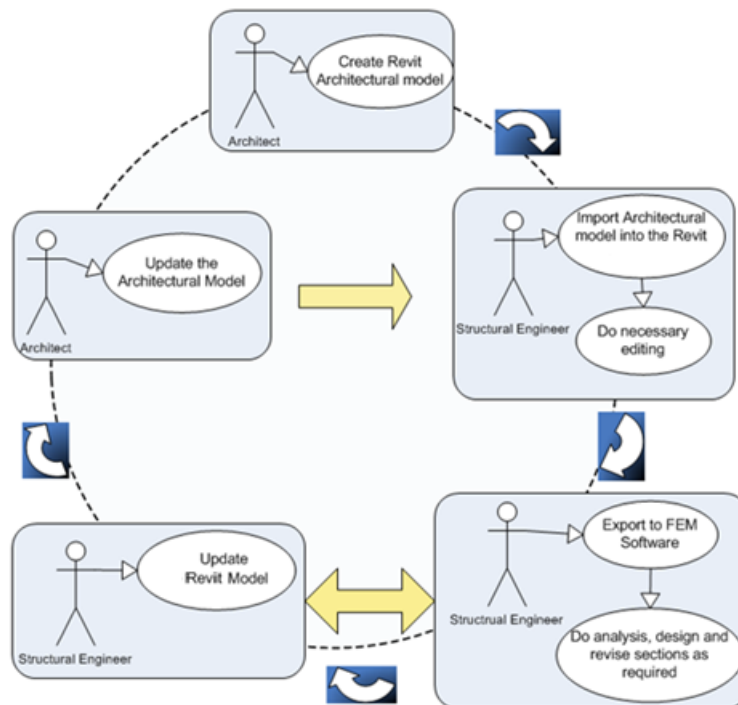 Create Revit
Architectural model
Architect
Import Architectural
model into the Revit
Structural Engineer
Do necessary
editing
Update the
Architectural Model
Architect
Export to FEM
Software
Structrual Engineer
Do analysis, design and
revise sections as
required
Update
Reviit Model
Structural Engineer